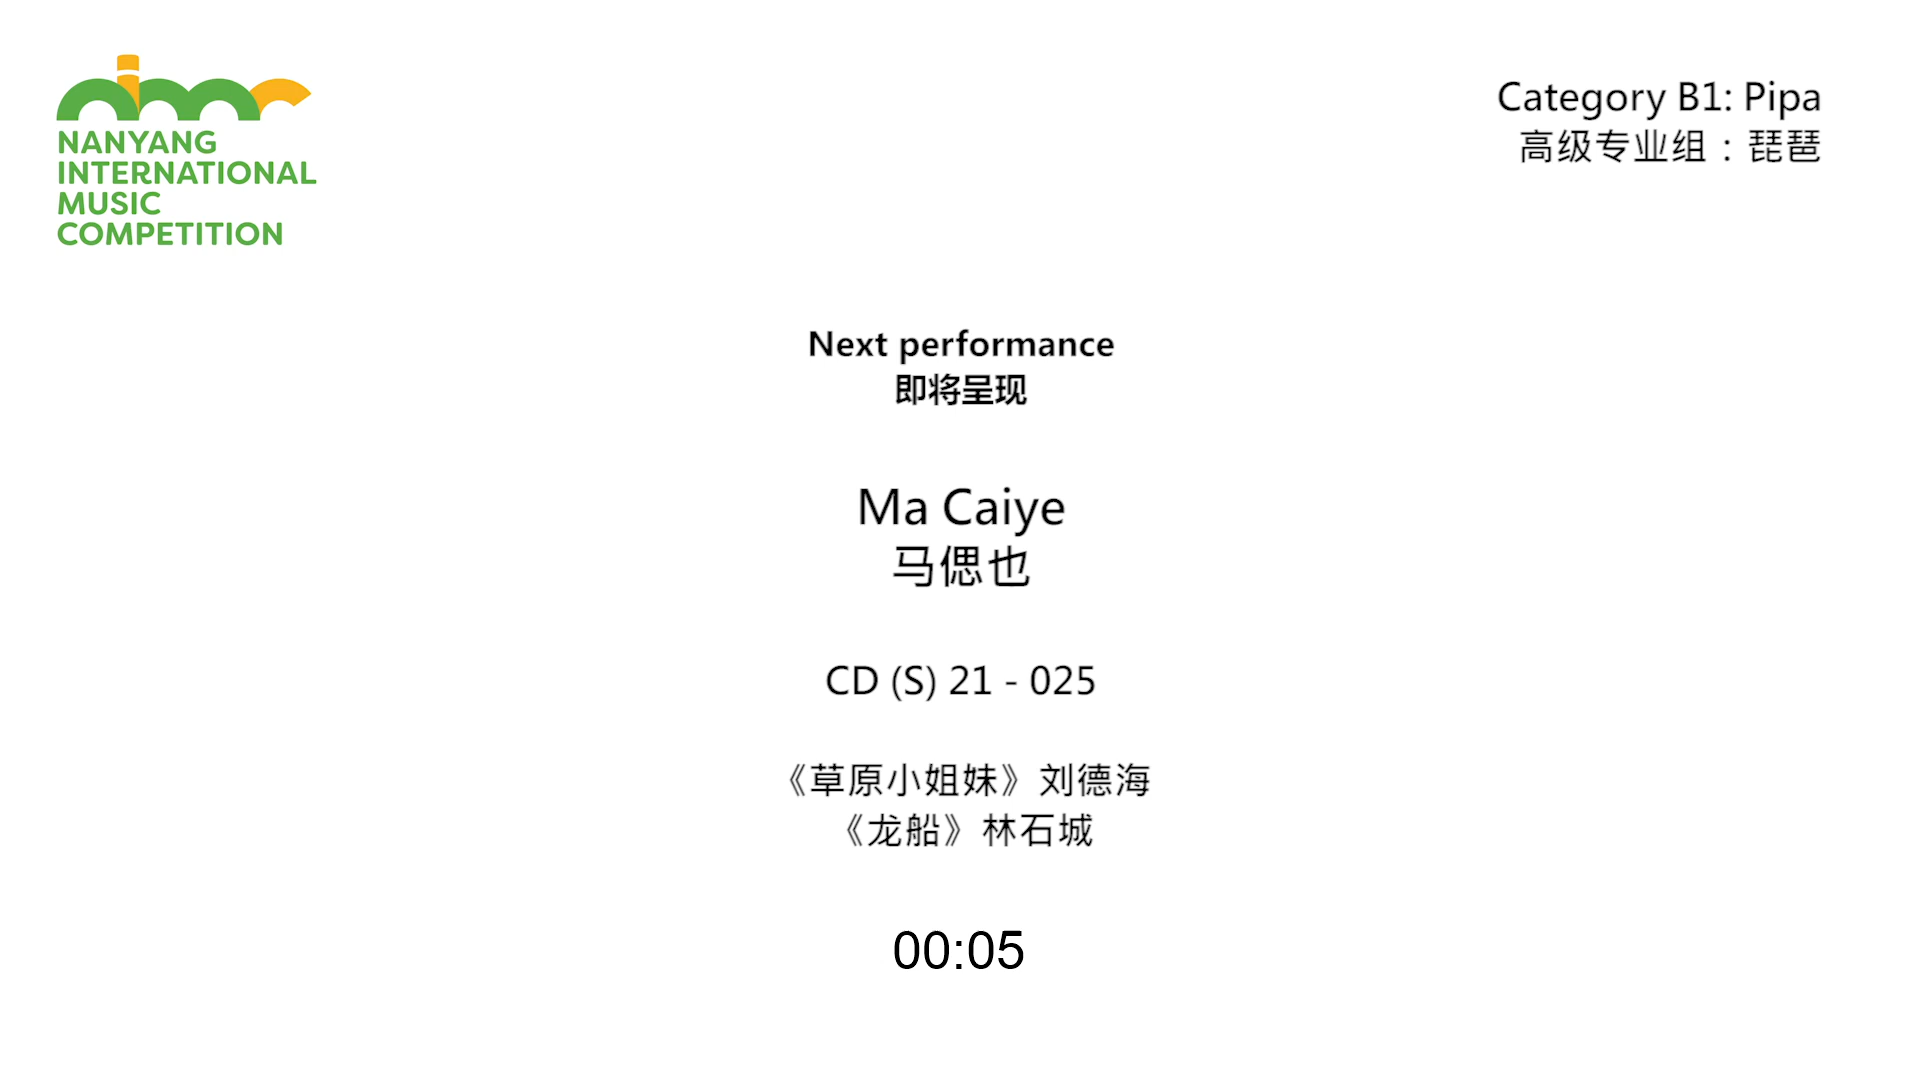 nimc
NANYANG
INTERNATIONAL
MUSIC
COMPETITION
Category B1: Pipa
高级专业组：琵琶
Next performance
即将呈现
Ma Caiye
马偲也
CD (S) 21 - 025
《草原小姐妹》刘德海
《龙船》林石城
00:05